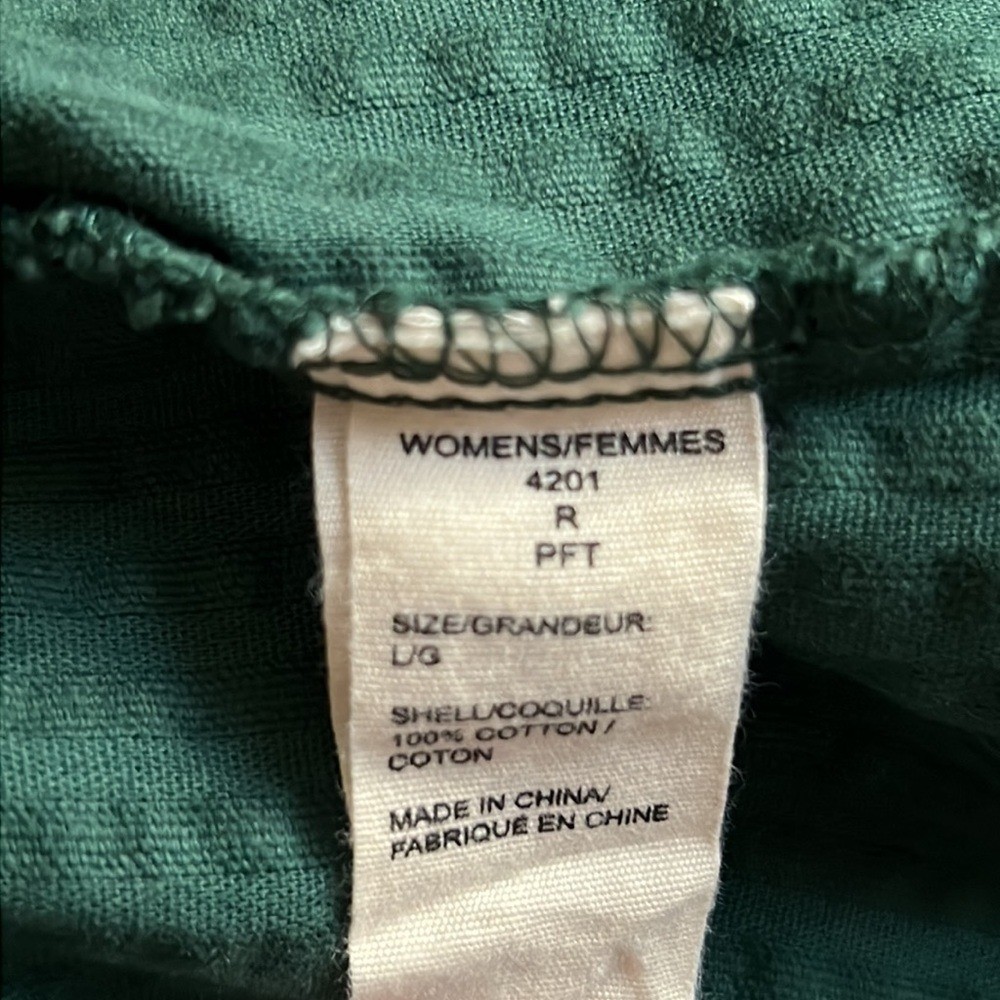 WOMENS/FEMMES
4201
R
PFT
SIZE/GRANDEUR:
L/G
SHELL/COQUILLE:
100% COTTON /
COTON
MADE IN CHINA/
FABRIQUÉ EN CHINE